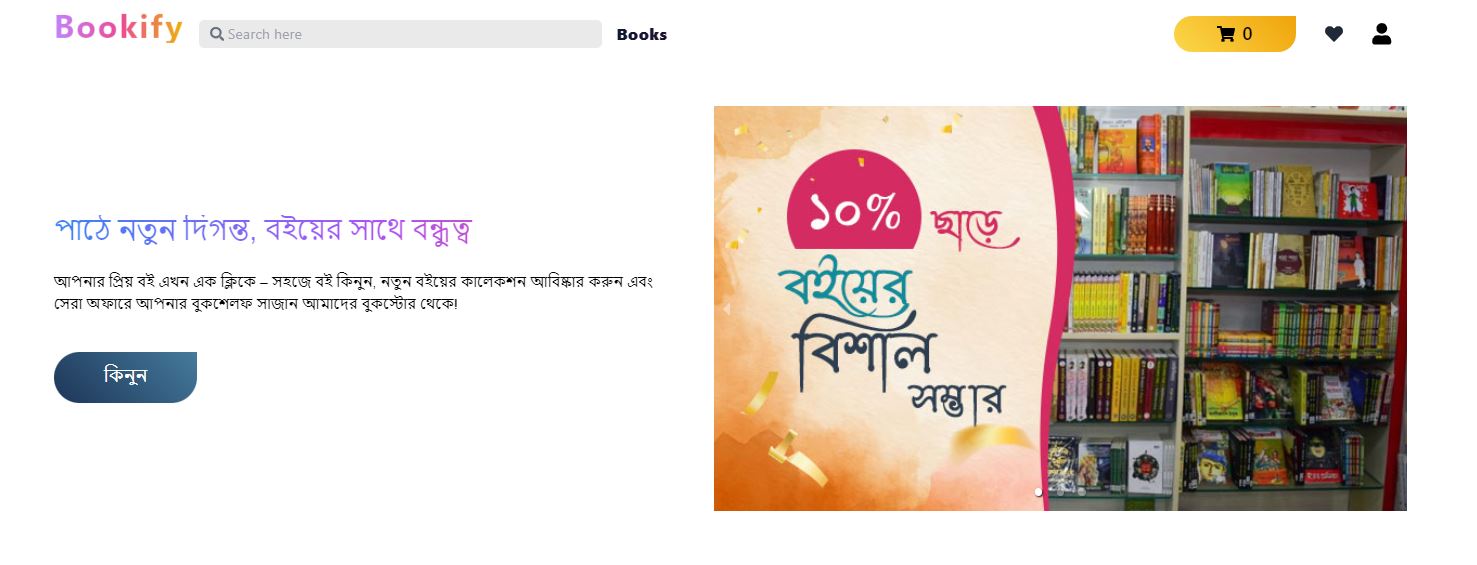 Bookify
Search here
Books
0
পাঠে নতুন দিগন্ত, বইয়ের সাথে বন্ধুত্ব
আপনার প্রিয় বই এখন এক ক্লিকে – সহজে বই কিনুন, নতুন বইয়ের কালেকশন আবিষ্কার করুন এবং
সেরা অফারে আপনার বুকশেলফ সাজান আমাদের বুকস্টোর থেকে!
কিনুন
১০% ছাড়ে
বইয়ের
বিশাল
সম্ভার